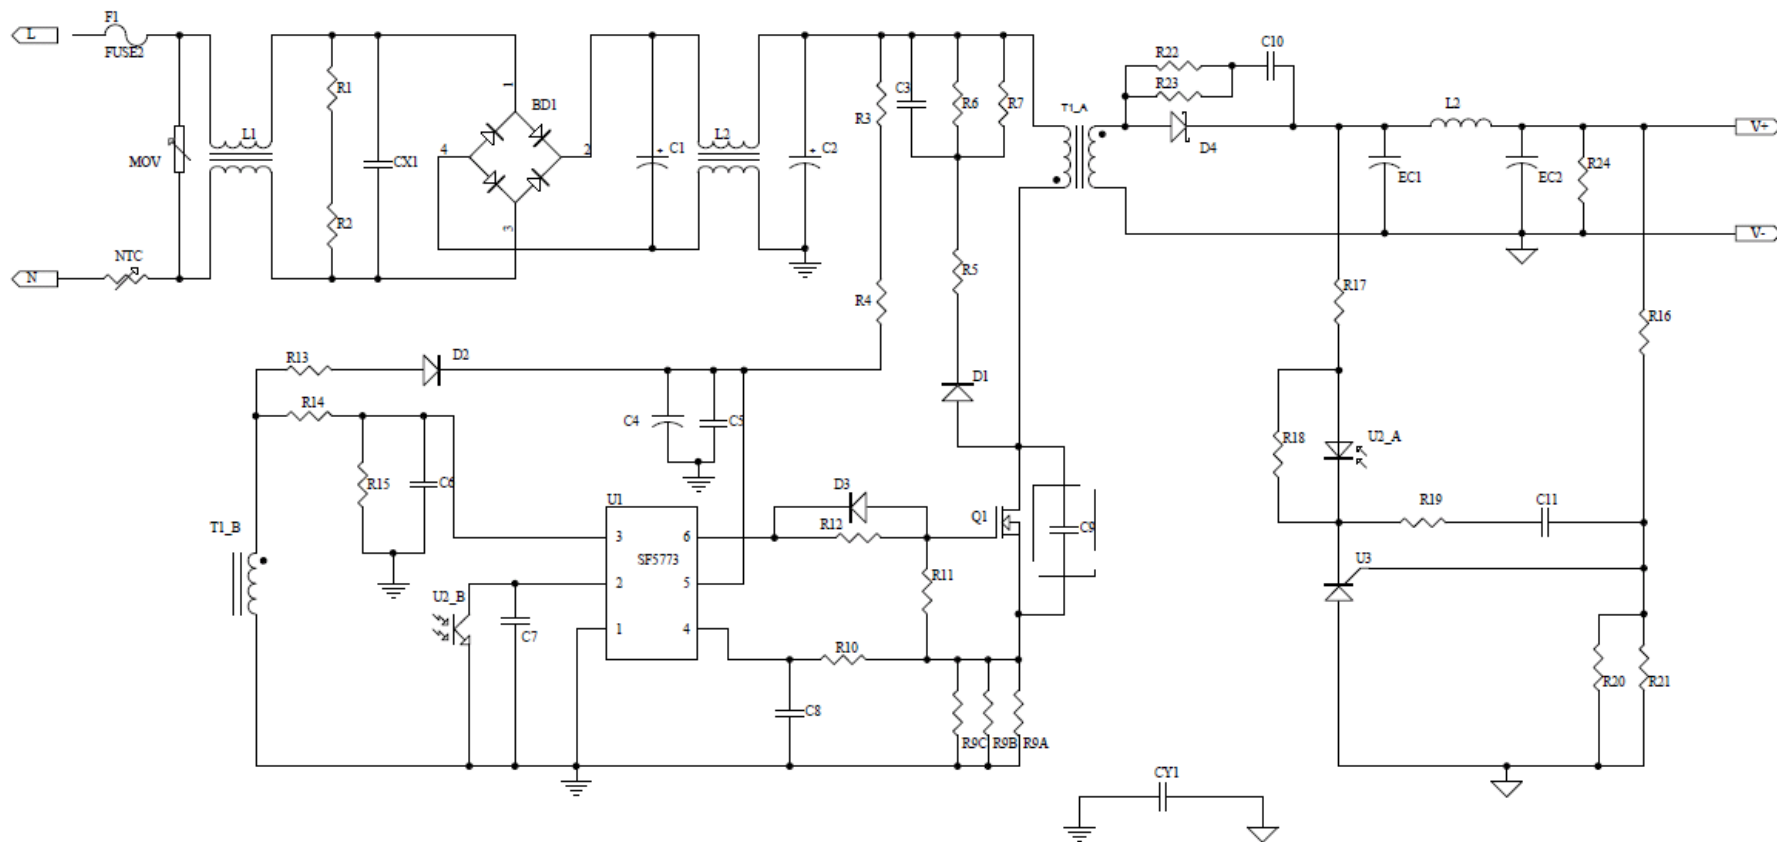 F1
L
FUSE2
C10
R22
R23
C3
T1_A
L2
V+
R1
BD1
1
R3
R6
R7
L1
L2
D4
MOV
CX1
4
2
C1
C2
EC1
EC2
R24
R2
3
V-
NTC
N
R5
R17
R4
R16
R13
D2
D1
R14
C4
C5
R18
U2_A
R15
C6
U1
D3
R19
C11
Q1
C9
T1_B
R12
3
6
SF5773
U3
R11
2
5
U2_B
C7
1
4
R10
R20
R21
C8
R9C
R9B
R9A
CY1